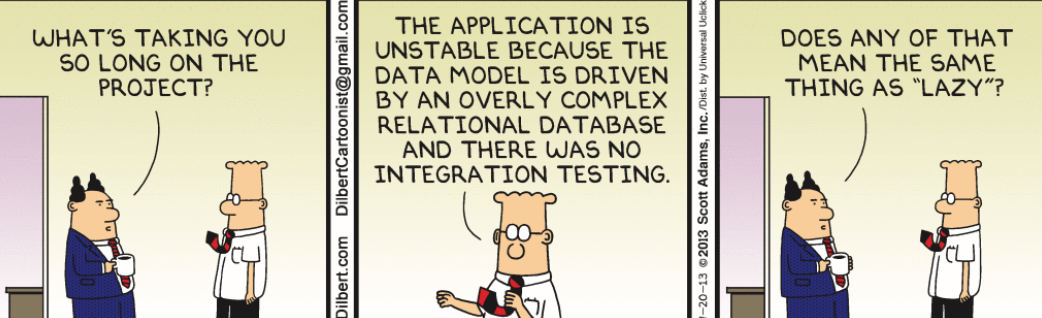 WHAT'S TAKING YOU
SO LONG ON THE
PROJECT?
Dilbert.com DilbertCartoonist@gmail.com
THE APPLICATION IS
UNSTABLE BECAUSE THE
DATA MODEL IS DRIVEN
BY AN OVERLY COMPLEX
RELATIONAL DATABASE
AND THERE WAS NO
INTEGRATION TESTING.
-20-13 ©2013 Scott Adams, Inc./Dist. by Universal Uclick
DOES ANY OF THAT
MEAN THE SAME
THING AS "LAZY"?